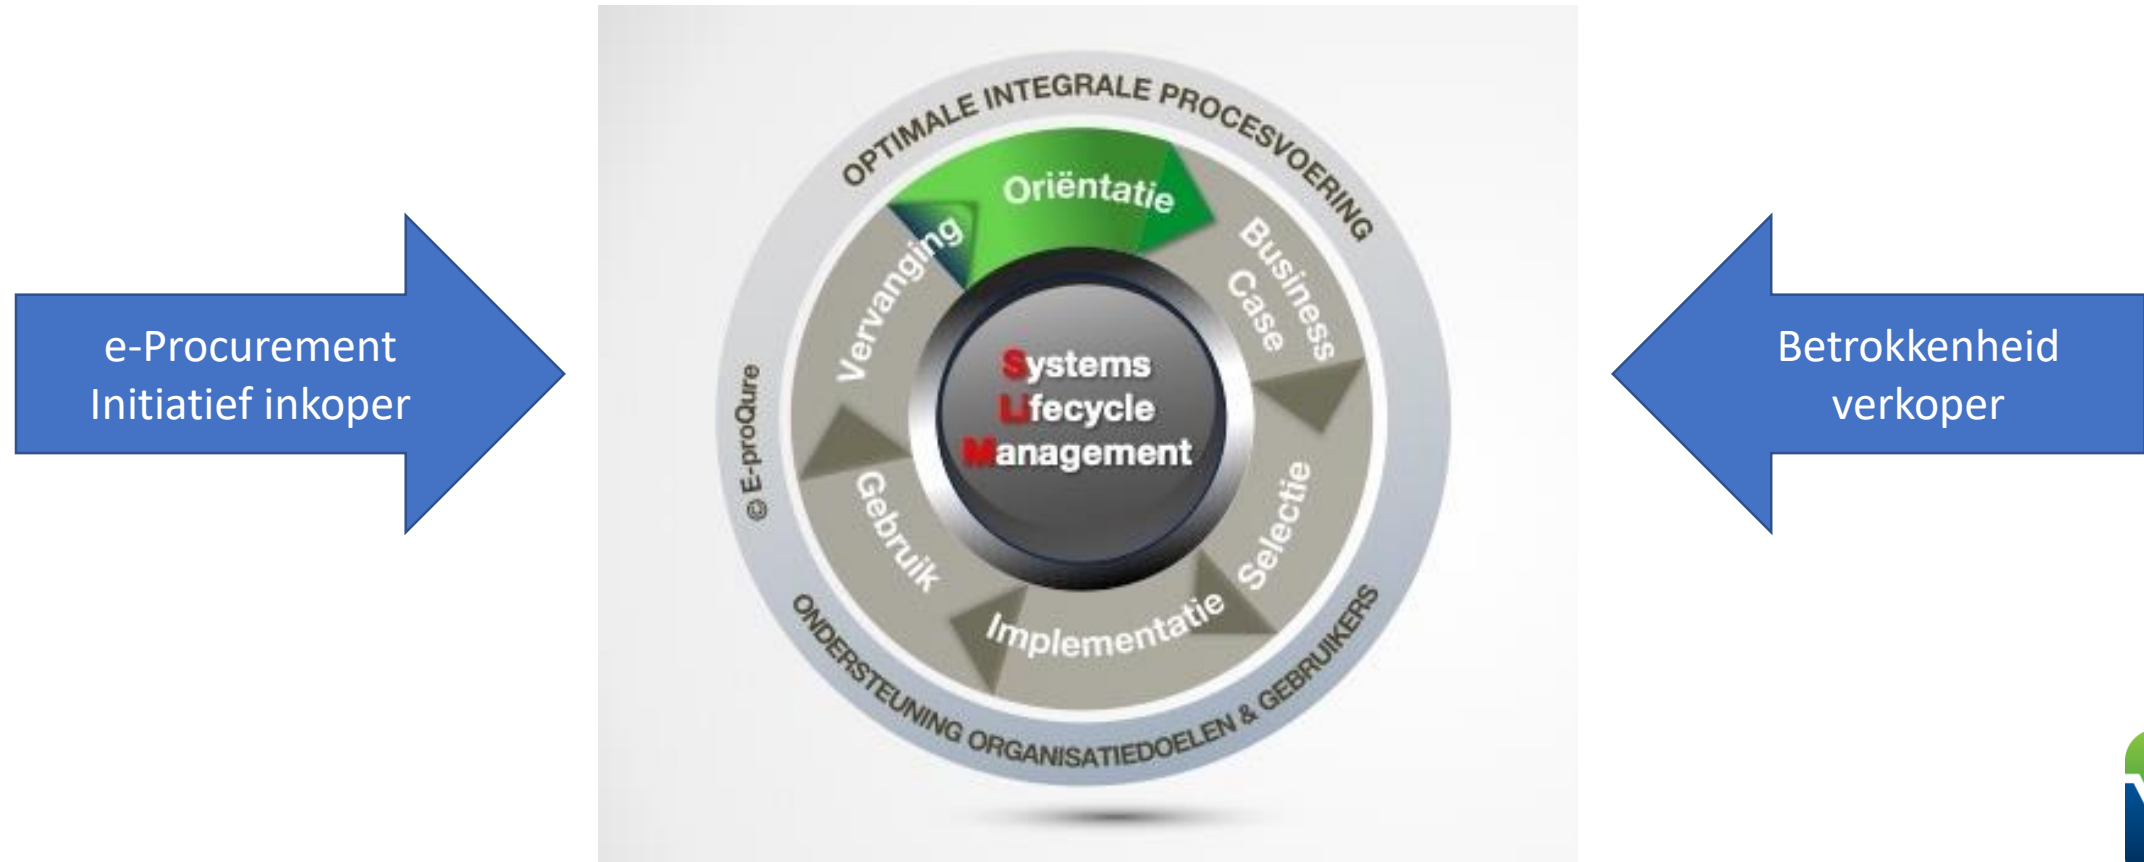 e-Procurement
Initiatief inkoper
OPTIMALE INTEGRALE PROCESVOERING
Oriëntatie
Business
Case
Selectie
Implementatie
Gebruik
Vervanging
Systems
Lifecycle
Management
© E-proQure
ONDERSTEUNING ORGANISATIEDOELEN & GEBRUIKERS
Betrokkenheid
verkoper